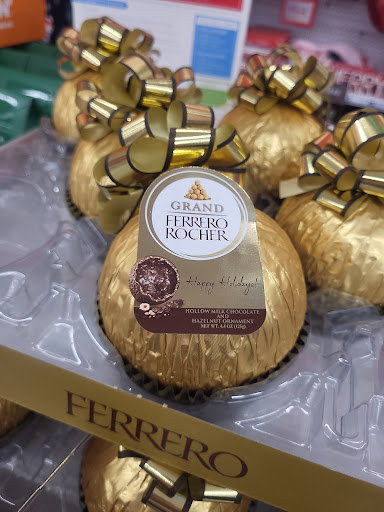 GRAND
FERRERO
ROCHER
Happy Holidays!
HOLLOW MILK CHOCOLATE
AND
HAZELNUT ORNAMENT
NET WT. 4.4 OZ (125g)
FERRERO